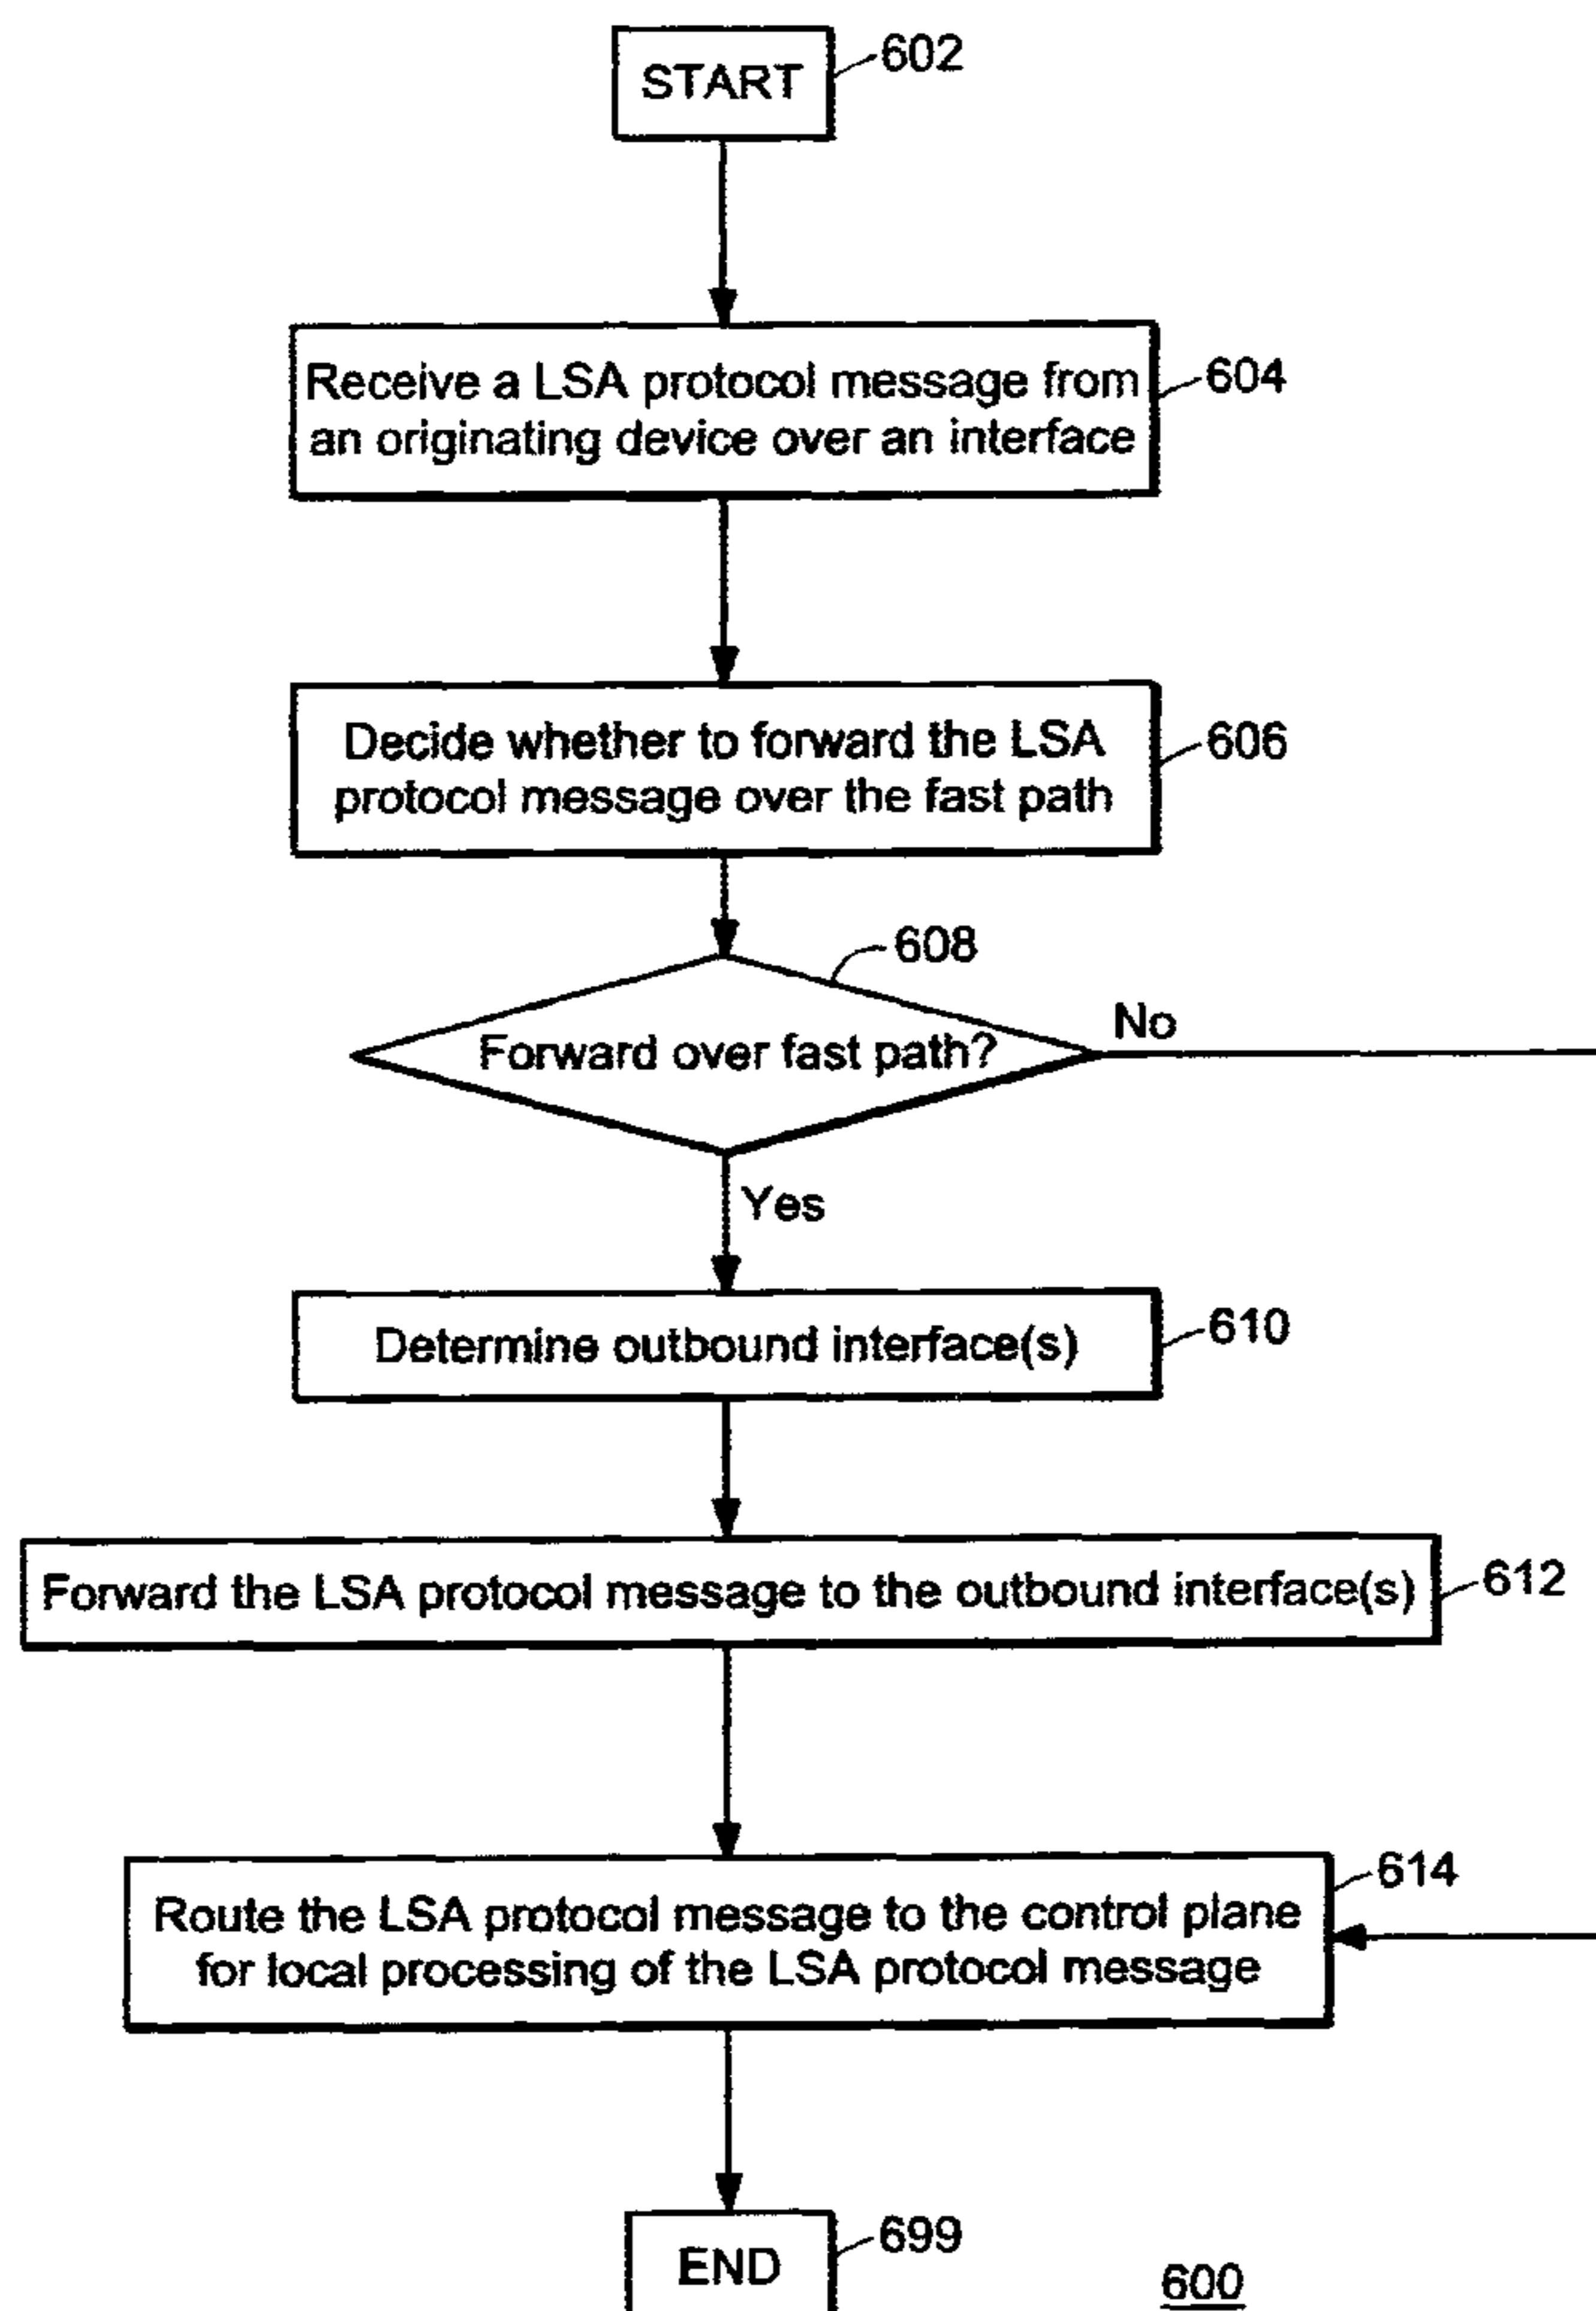 START
602
Receive a LSA protocol message from
an originating device over an interface
604
Decide whether to forward the LSA
protocol message over the fast path
606
608
Forward over fast path?
No
Yes
Determine outbound interface(s)
610
Forward the LSA protocol message to the outbound interface(s)
612
Route the LSA protocol message to the control plane
for local processing of the LSA protocol message
614
END
699
600